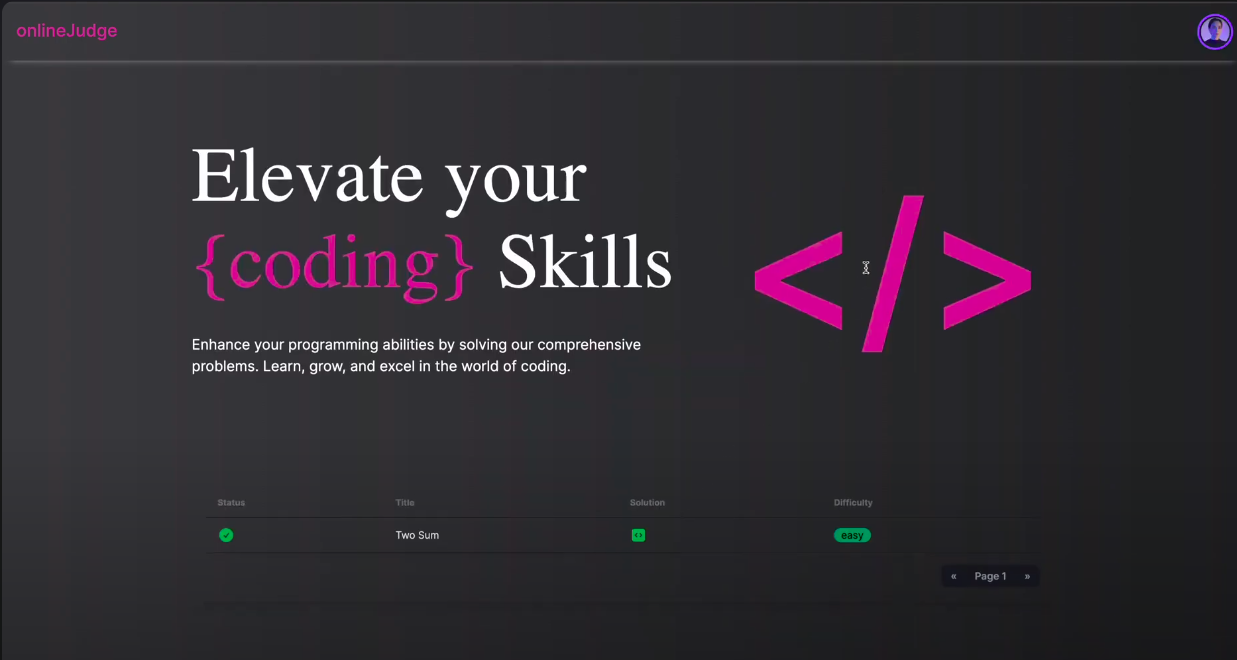 onlineJudge
Elevate your
{coding} Skills
</>
Enhance your programming abilities by solving our comprehensive
problems. Learn, grow, and excel in the world of coding.
Status Title Solution Difficulty
Two Sum <> easy
« Page 1 »